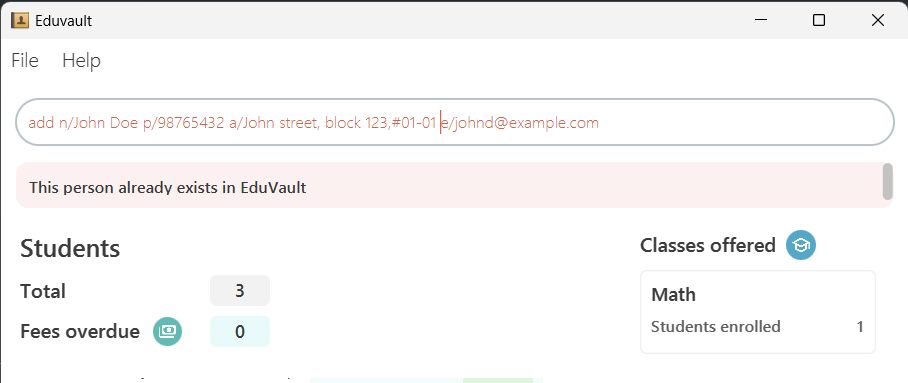 Eduvault
File Help
add n/John Doe p/98765432 a/John street, block 123,#01-01 e/johnd@example.com
This person already exists in EduVault
Students
Total 3
Fees overdue 0
Classes offered
Math
Students enrolled 1